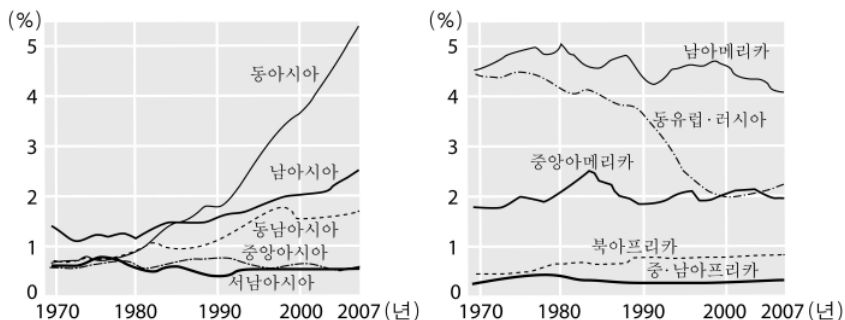 (%)
5
4
3
2
1
0
동아시아
남아시아
동남아시아
중앙아시아
서남아시아
1970 1980 1990 2000 2007(년)
(%)
5
4
3
2
1
0
남아메리카
동유럽·러시아
중앙아메리카
북아프리카
중·남아프리카
1970 1980 1990 2000 2007(년)